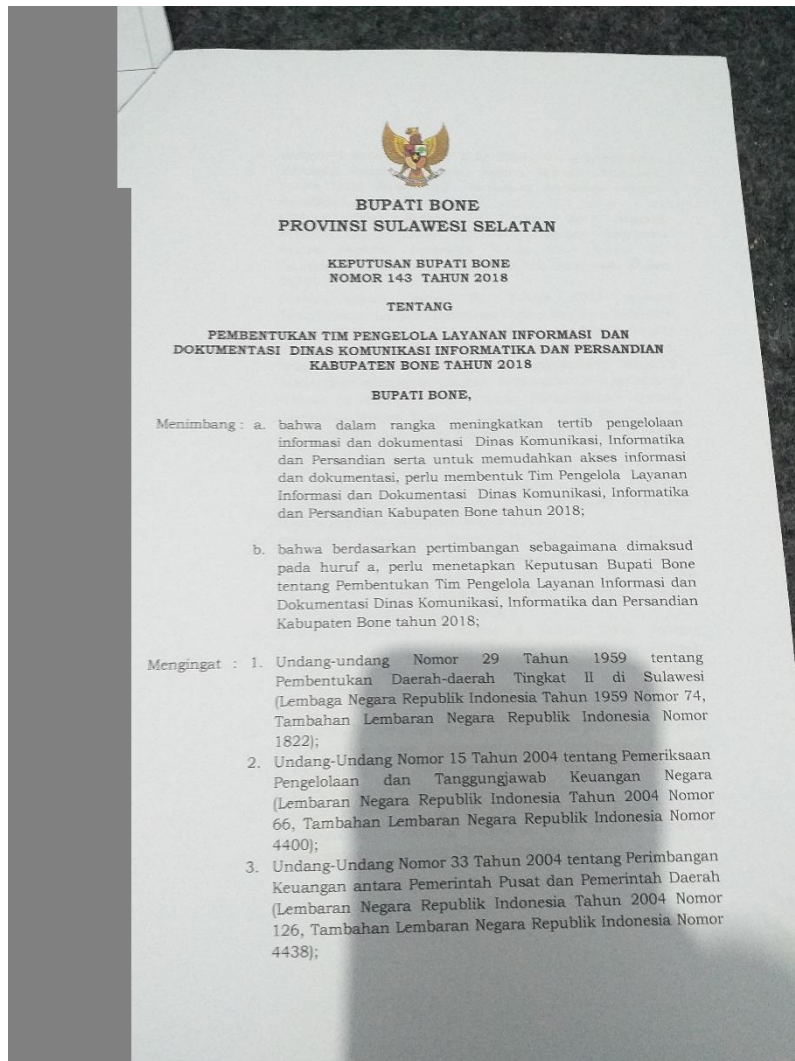 BUPATI BONE
PROVINSI SULAWESI SELATAN
KEPUTUSAN BUPATI BONE
NOMOR 143 TAHUN 2018
TENTANG
PEMBENTUKAN TIM PENGELOLA LAYANAN INFORMASI DAN
DOKUMENTASI DINAS KOMUNIKASI INFORMATIKA DAN PERSANDIAN
KABUPATEN BONE TAHUN 2018
BUPATI BONE,
Menimbang : a. bahwa dalam rangka meningkatkan tertib pengelolaan
informasi dan dokumentasi Dinas Komunikasi, Informatika
dan Persandian serta untuk memudahkan akses informasi
dan dokumentasi, perlu membentuk Tim Pengelola Layanan
Informasi dan Dokumentasi Dinas Komunikasi, Informatika
dan Persandian Kabupaten Bone tahun 2018;
b. bahwa berdasarkan pertimbangan sebagaimana dimaksud
pada huruf a, perlu menetapkan Keputusan Bupati Bone
tentang Pembentukan Tim Pengelola Layanan Informasi dan
Dokumentasi Dinas Komunikasi, Informatika dan Persandian
Kabupaten Bone tahun 2018;
Mengingat : 1. Undang-undang Nomor 29 Tahun 1959 tentang
Pembentukan Daerah-daerah Tingkat II di Sulawesi
(Lembaga Negara Republik Indonesia Tahun 1959 Nomor 74,
Tambahan Lembaran Negara Republik Indonesia Nomor
1822);
2. Undang-Undang Nomor 15 Tahun 2004 tentang Pemeriksaan
Pengelolaan dan Tanggungjawab Keuangan Negara
(Lembaran Negara Republik Indonesia Tahun 2004 Nomor
66, Tambahan Lembaran Negara Republik Indonesia Nomor
4400);
3. Undang-Undang Nomor 33 Tahun 2004 tentang Perimbangan
Keuangan antara Pemerintah Pusat dan Pemerintah Daerah
(Lembaran Negara Republik Indonesia Tahun 2004 Nomor
126, Tambahan Lembaran Negara Republik Indonesia Nomor
4438);